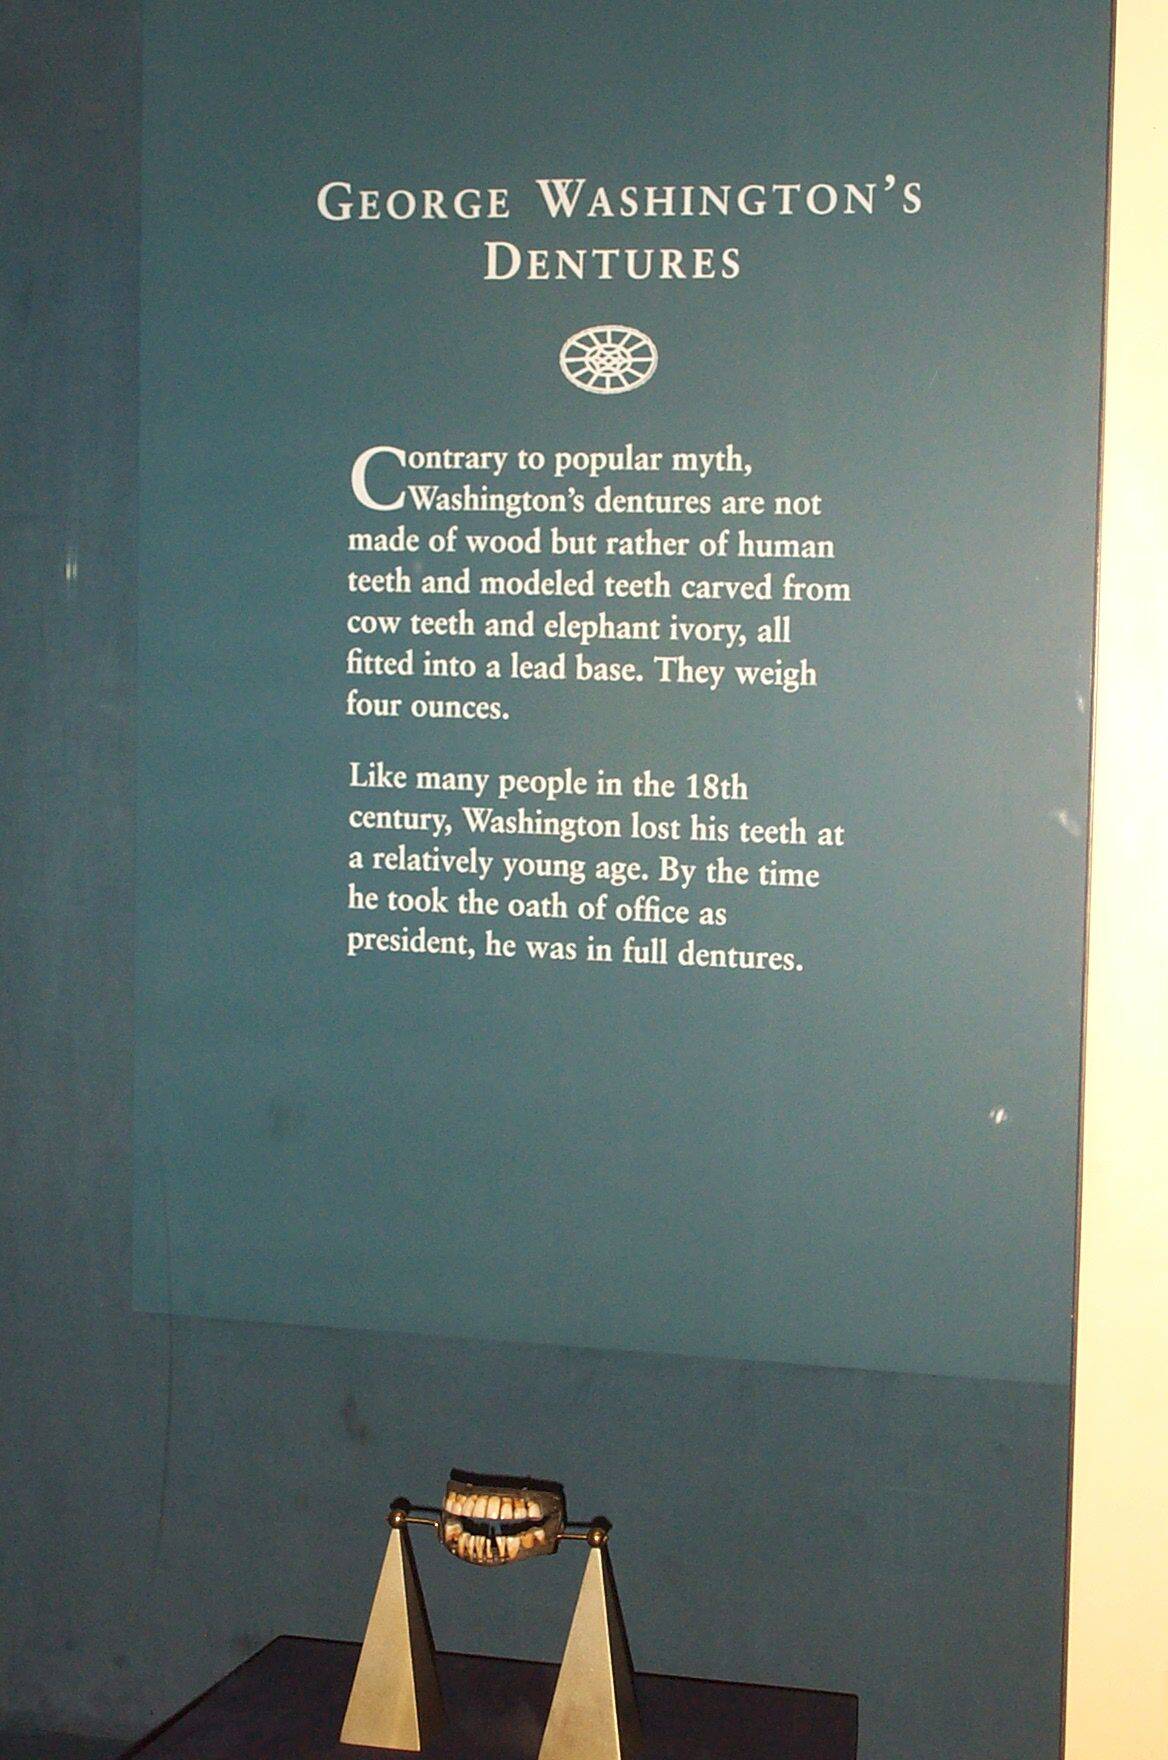 GEORGE WASHINGTON'S
DENTURES
Contrary to popular myth,
Washington's dentures are not
made of wood but rather of human
teeth and modeled teeth carved from
cow teeth and elephant ivory, all
fitted into a lead base. They weigh
four ounces.
Like many people in the 18th
century, Washington lost his teeth at
a relatively young age. By the time
he took the oath of office as
president, he was in full dentures.